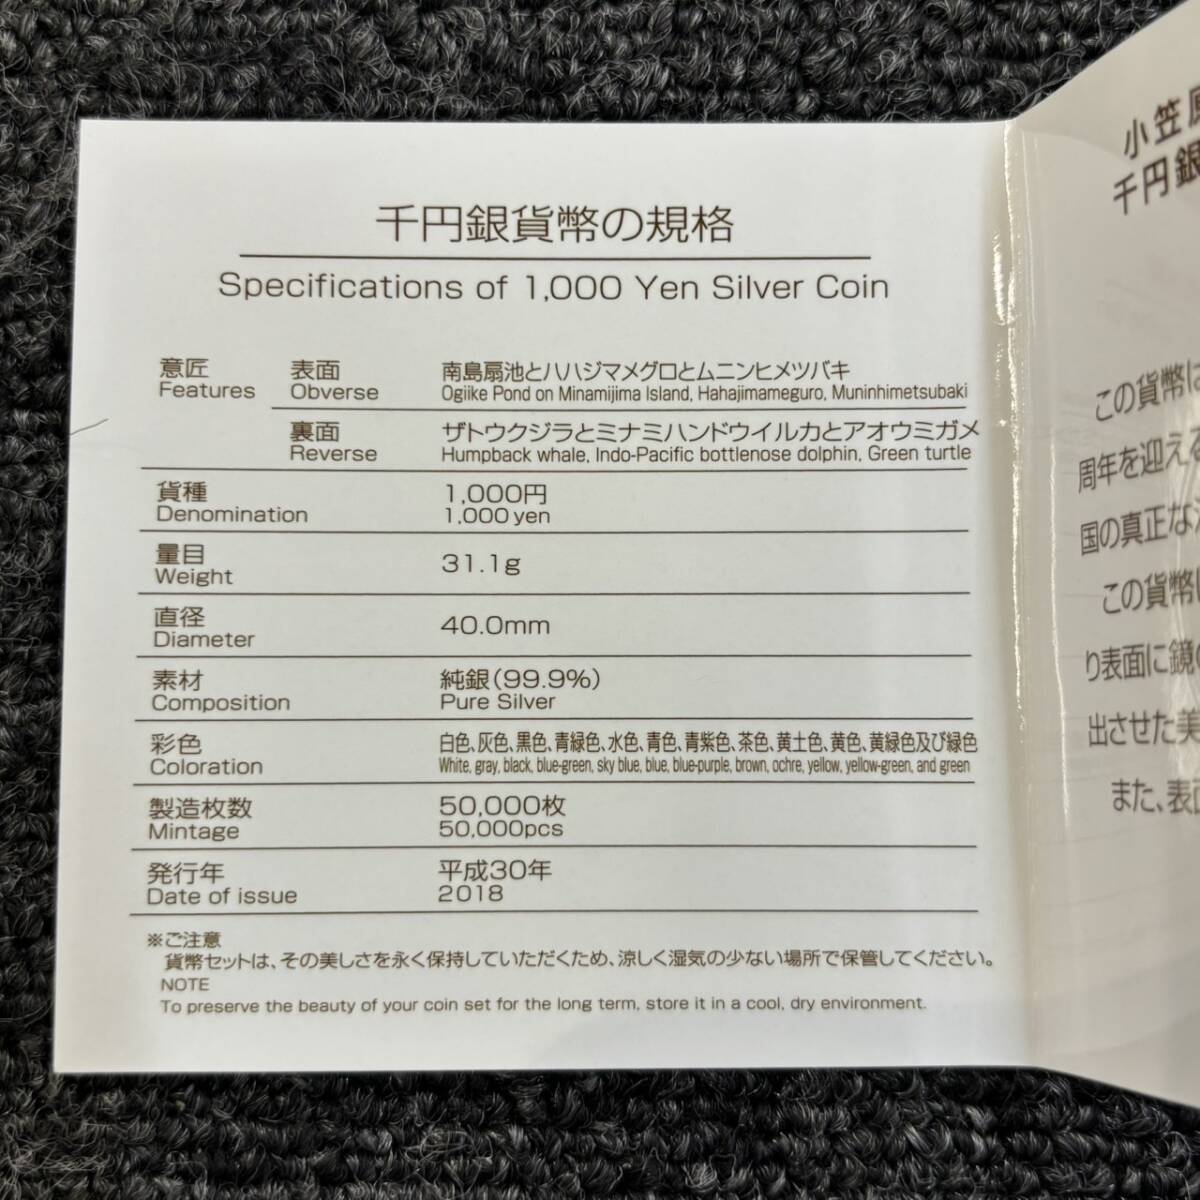 千円銀貨幣の規格
Specifications of 1,000 Yen Silver Coin
意匠 表面 南島扇池とハハジマメグロとムニンヒメツバキ
Features Obverse Ogiike Pond on Minamijima Island, Hahajimameguro, Muninhimetsubaki
裏面 ザトウクジラとミナミハンドウイルカとアオウミガメ
Reverse Humpback whale, Indo-Pacific bottlenose dolphin, Green turtle
貨種 1,000円
Denomination 1,000 yen
量目
Weight 31.1g
直径
Diameter 40.0mm
素材 純銀(99.9%)
Composition Pure Silver
彩色 白色、灰色、黒色、青緑色、水色、青色、青紫色、茶色、黄土色、黄色、黄緑色及び緑色
Coloration White, gray, black, blue-green, sky blue, blue, blue-purple, brown, ochre, yellow, yellow-green, and green
製造枚数 50,000枚
Mintage 50,000pcs
発行年 平成30年
Date of issue 2018
※ご注意
貨幣セットは、その美しさを永く保持していただくため、涼しく湿気の少ない場所で保管してください。
NOTE
To preserve the beauty of your coin set for the long term, store it in a cool, dry environment.
小笠原
千円銀
この貨幣は
周年を迎える
国の真正な
この貨幣は
り表面に鏡の
出させた美
また、表面